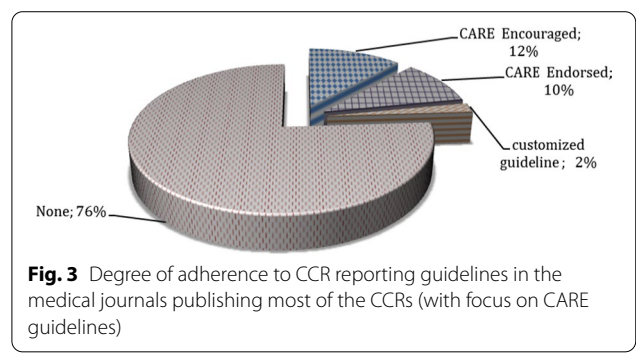 CARE Encouraged;
12%
CARE Endorsed;
10%
customized
guideline; 2%
None; 76%
Fig. 3 Degree of adherence to CCR reporting guidelines in the
medical journals publishing most of the CCRs (with focus on CARE
guidelines)